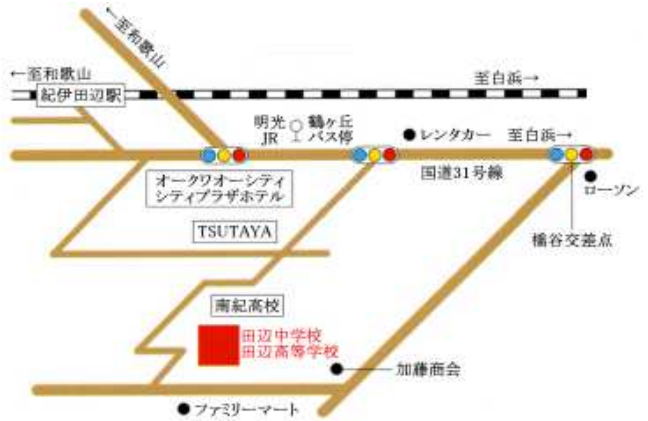 ←至和歌山
←至和歌山
至白浜→
紀伊田辺駅
明光
JR
鶴ヶ丘
バス停
レンタカー
至白浜→
国道31号線
オークワオーシティ
シティプラザホテル
ローソン
TSUTAYA
橋谷交差点
南紀高校
田辺中学校
田辺高等学校
加藤商会
ファミリーマート